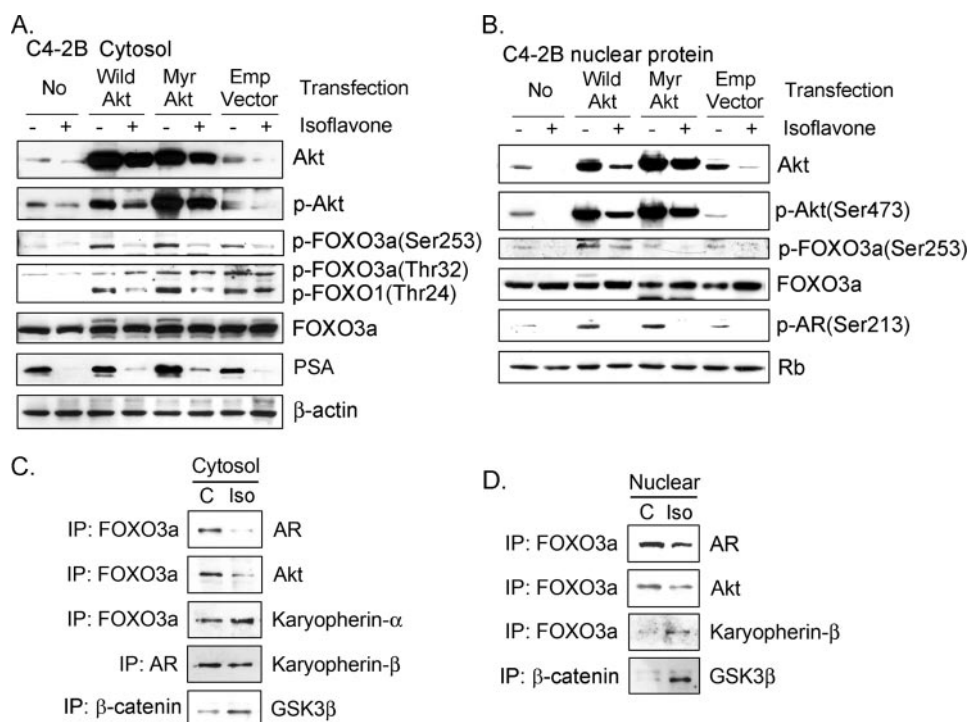 A.
C4-2B Cytosol
No Wild Akt Myr Akt Emp Vector Transfection
- + - + - + - + Isoflavone
Akt
p-Akt
p-FOXO3a(Ser253)
p-FOXO3a(Thr32)
p-FOXO1(Thr24)
FOXO3a
PSA
β-actin
B.
C4-2B nuclear protein
No Wild Akt Myr Akt Emp Vector Transfection
- + - + - + - + Isoflavone
Akt
p-Akt(Ser473)
p-FOXO3a(Ser253)
FOXO3a
p-AR(Ser213)
Rb
C.
Cytosol
C Iso
IP: FOXO3a AR
IP: FOXO3a Akt
IP: FOXO3a Karyopherin-α
IP: AR Karyopherin-β
IP: β-catenin GSK3β
D.
Nuclear
C Iso
IP: FOXO3a AR
IP: FOXO3a Akt
IP: FOXO3a Karyopherin-β
IP: β-catenin GSK3β